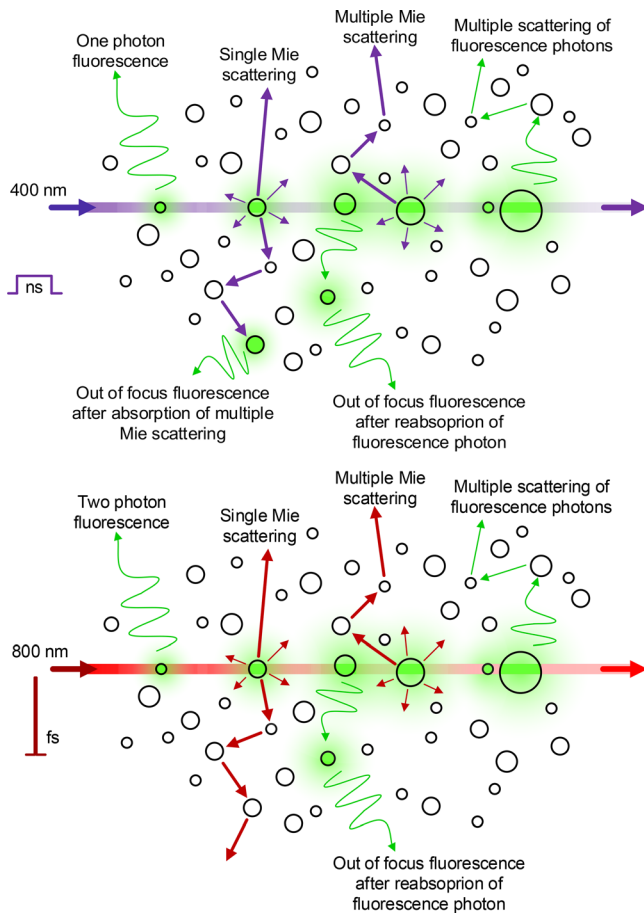 One photon
fluorescence
Single Mie
scattering
Multiple Mie
scattering
Multiple scattering of
fluorescence photons
400 nm
ns
Out of focus fluorescence
after absorption of multiple
Mie scattering
Out of focus fluorescence
after reabsoprion of
fluorescence photon
Two photon
fluorescence
Single Mie
scattering
Multiple Mie
scattering
Multiple scattering of
fluorescence photons
800 nm
fs
Out of focus fluorescence
after reabsoprion of
fluorescence photon